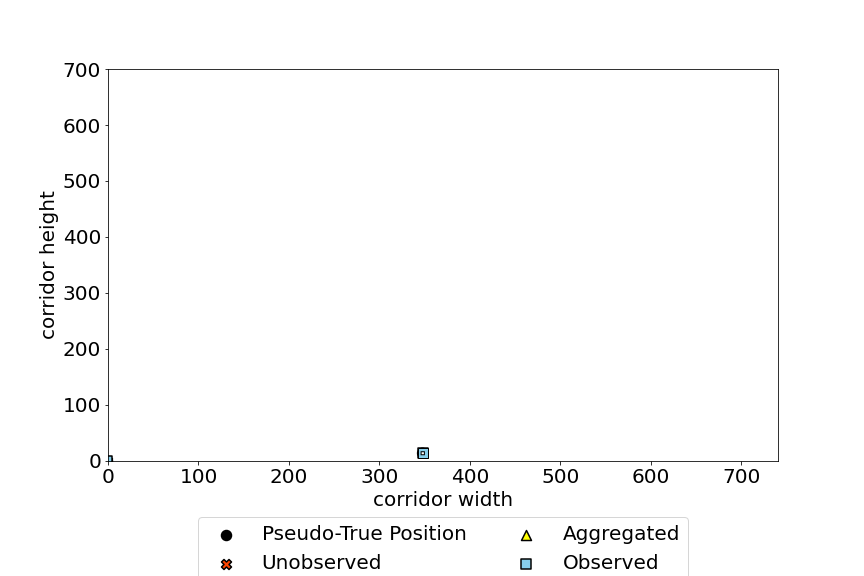 700
600
500
400
300
200
100
0
corridor height
0 100 200 300 400 500 600 700
corridor width
Pseudo-True Position Aggregated
Unobserved Observed